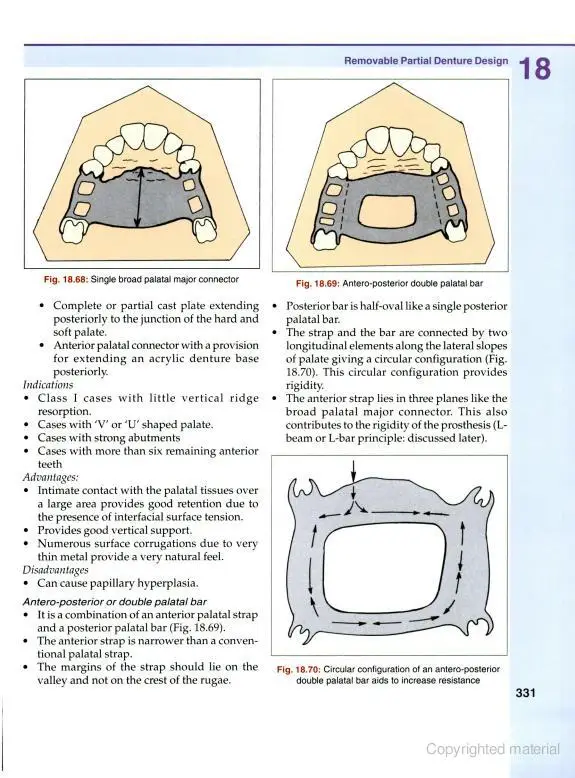 Removable Partial Denture Design
18
Fig. 18.68: Single broad palatal major connector
• Complete or partial cast plate extending
posteriorly to the junction of the hard and
soft palate.
• Anterior palatal connector with a provision
for extending an acrylic denture base
posteriorly.
Indications
• Class I cases with little vertical ridge
resorption.
• Cases with 'V' or 'U' shaped palate.
• Cases with strong abutments
• Cases with more than six remaining anterior
teeth
Advantages:
• Intimate contact with the palatal tissues over
a large area provides good retention due to
the presence of interfacial surface tension.
• Provides good vertical support.
• Numerous surface corrugations due to very
thin metal provide a very natural feel.
Disadvantages
• Can cause papillary hyperplasia.
Antero-posterior or double palatal bar
• It is a combination of an anterior palatal strap
and a posterior palatal bar (Fig. 18.69).
• The anterior strap is narrower than a conven-
tional palatal strap.
• The margins of the strap should lie on the
valley and not on the crest of the rugae.
Fig. 18.69: Antero-posterior double palatal bar
• Posterior bar is half-oval like a single posterior
palatal bar.
• The strap and the bar are connected by two
longitudinal elements along the lateral slopes
of palate giving a circular configuration (Fig.
18.70). This circular configuration provides
rigidity.
• The anterior strap lies in three planes like the
broad palatal major connector. This also
contributes to the rigidity of the prosthesis (L-
beam or L-bar principle: discussed later).
Fig. 18.70: Circular configuration of an antero-posterior
double palatal bar aids to increase resistance
331
Copyrighted material